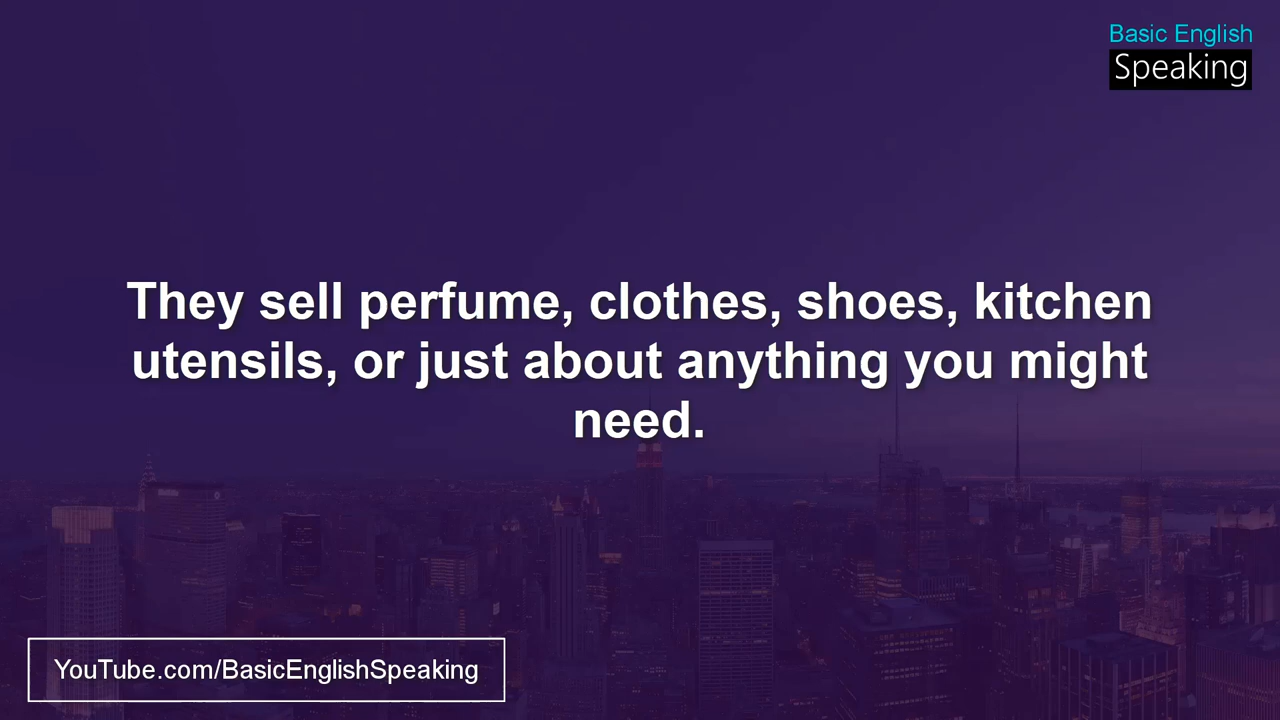 Basic English
Speaking
They sell perfume, clothes, shoes, kitchen
utensils, or just about anything you might
need.
YouTube.com/BasicEnglishSpeaking